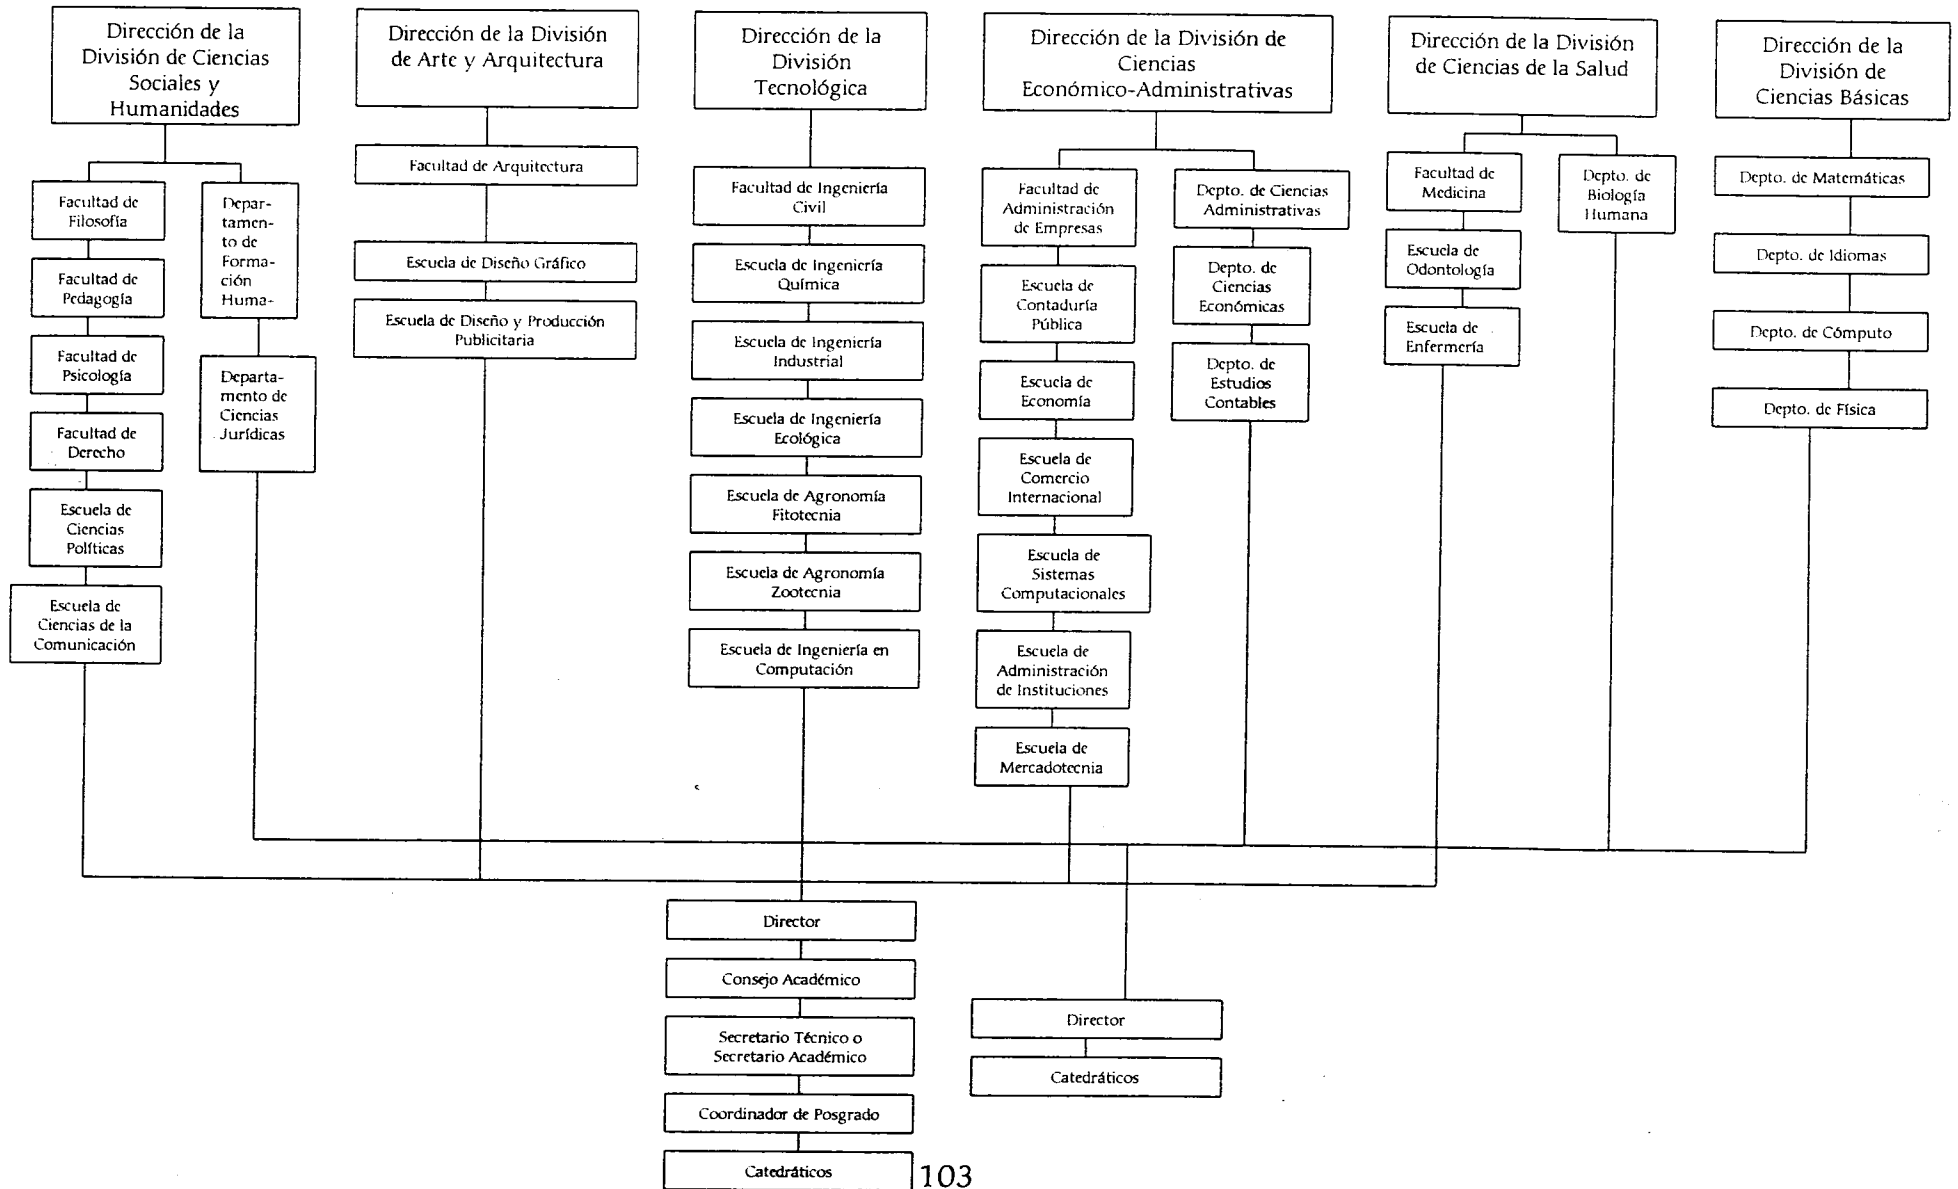 Dirección de la
División de Ciencias
Sociales y
Humanidades
Facultad de
Filosofía
Facultad de
Pedagogía
Facultad de
Psicología
Facultad de
Derecho
Escuela de
Ciencias
Políticas
Escuela de
Ciencias de la
Comunicación
Depar-
tamen-
to de
Forma-
ción
Huma-
Departa-
mento de
Ciencias
Jurídicas
Dirección de la División
de Arte y Arquitectura
Facultad de Arquitectura
Escuela de Diseño Gráfico
Escuela de Diseño y Producción
Publicitaria
Dirección de la
División
Tecnológica
Facultad de Ingeniería
Civil
Escuela de Ingeniería
Química
Escuela de Ingeniería
Industrial
Escuela de Ingeniería
Ecológica
Escuela de Agronomía
Fitotecnia
Escuela de Agronomía
Zootecnia
Escuela de Ingeniería en
Computación
Dirección de la División de
Ciencias
Económico-Administrativas
Facultad de
Administración
de Empresas
Escuela de
Contaduría
Pública
Escuela de
Economía
Escuela de
Comercio
Internacional
Escuela de
Sistemas
Computacionales
Escuela de
Administración
de Instituciones
Escuela de
Mercadotecnia
Depto. de Ciencias
Administrativas
Depto. de
Ciencias
Económicas
Depto. de
Estudios
Contables
Dirección de la División
de Ciencias de la Salud
Facultad de
Medicina
Escuela de
Odontología
Escuela de
Enfermería
Depto. de
Biología
Humana
Dirección de la
División de
Ciencias Básicas
Depto. de Matemáticas
Depto. de Idiomas
Depto. de Cómputo
Depto. de Física
Director
Consejo Académico
Secretario Técnico o
Secretario Académico
Coordinador de Posgrado
Catedráticos
Director
Catedráticos
103